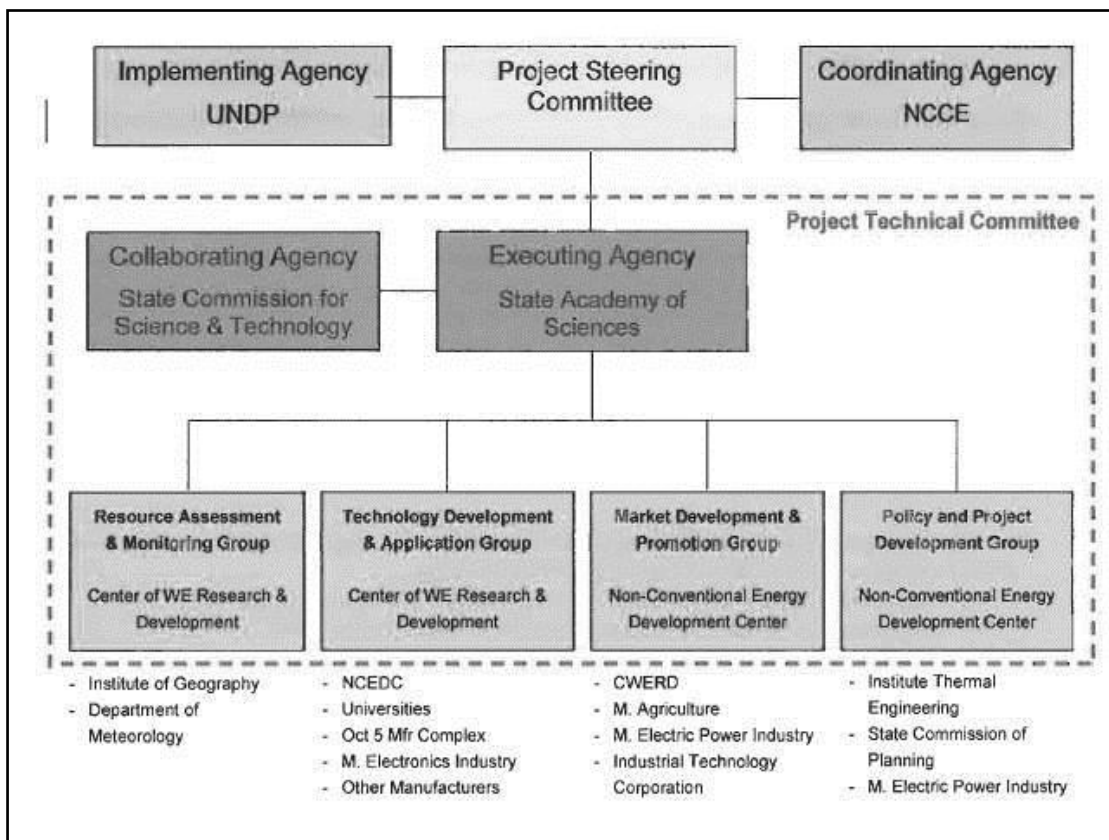 Implementing Agency
UNDP
Project Steering
Committee
Coordinating Agency
NCCE
Project Technical Committee
Collaborating Agency
State Commission for
Science & Technology
Executing Agency
State Academy of
Sciences
Resource Assessment
& Monitoring Group
Center of WE Research &
Development
Technology Development
& Application Group
Center of WE Research &
Development
Market Development &
Promotion Group
Non-Conventional Energy
Development Center
Policy and Project
Development Group
Non-Conventional Energy
Development Center
- Institute of Geography
- Department of
Meteorology
- NCEDC
- Universities
- Oct 5 Mfr Complex
- M. Electronics Industry
- Other Manufacturers
- CWERD
- M. Agriculture
- M. Electric Power Industry
- Industrial Technology
Corporation
- Institute Thermal
Engineering
- State Commission of
Planning
- M. Electric Power Industry